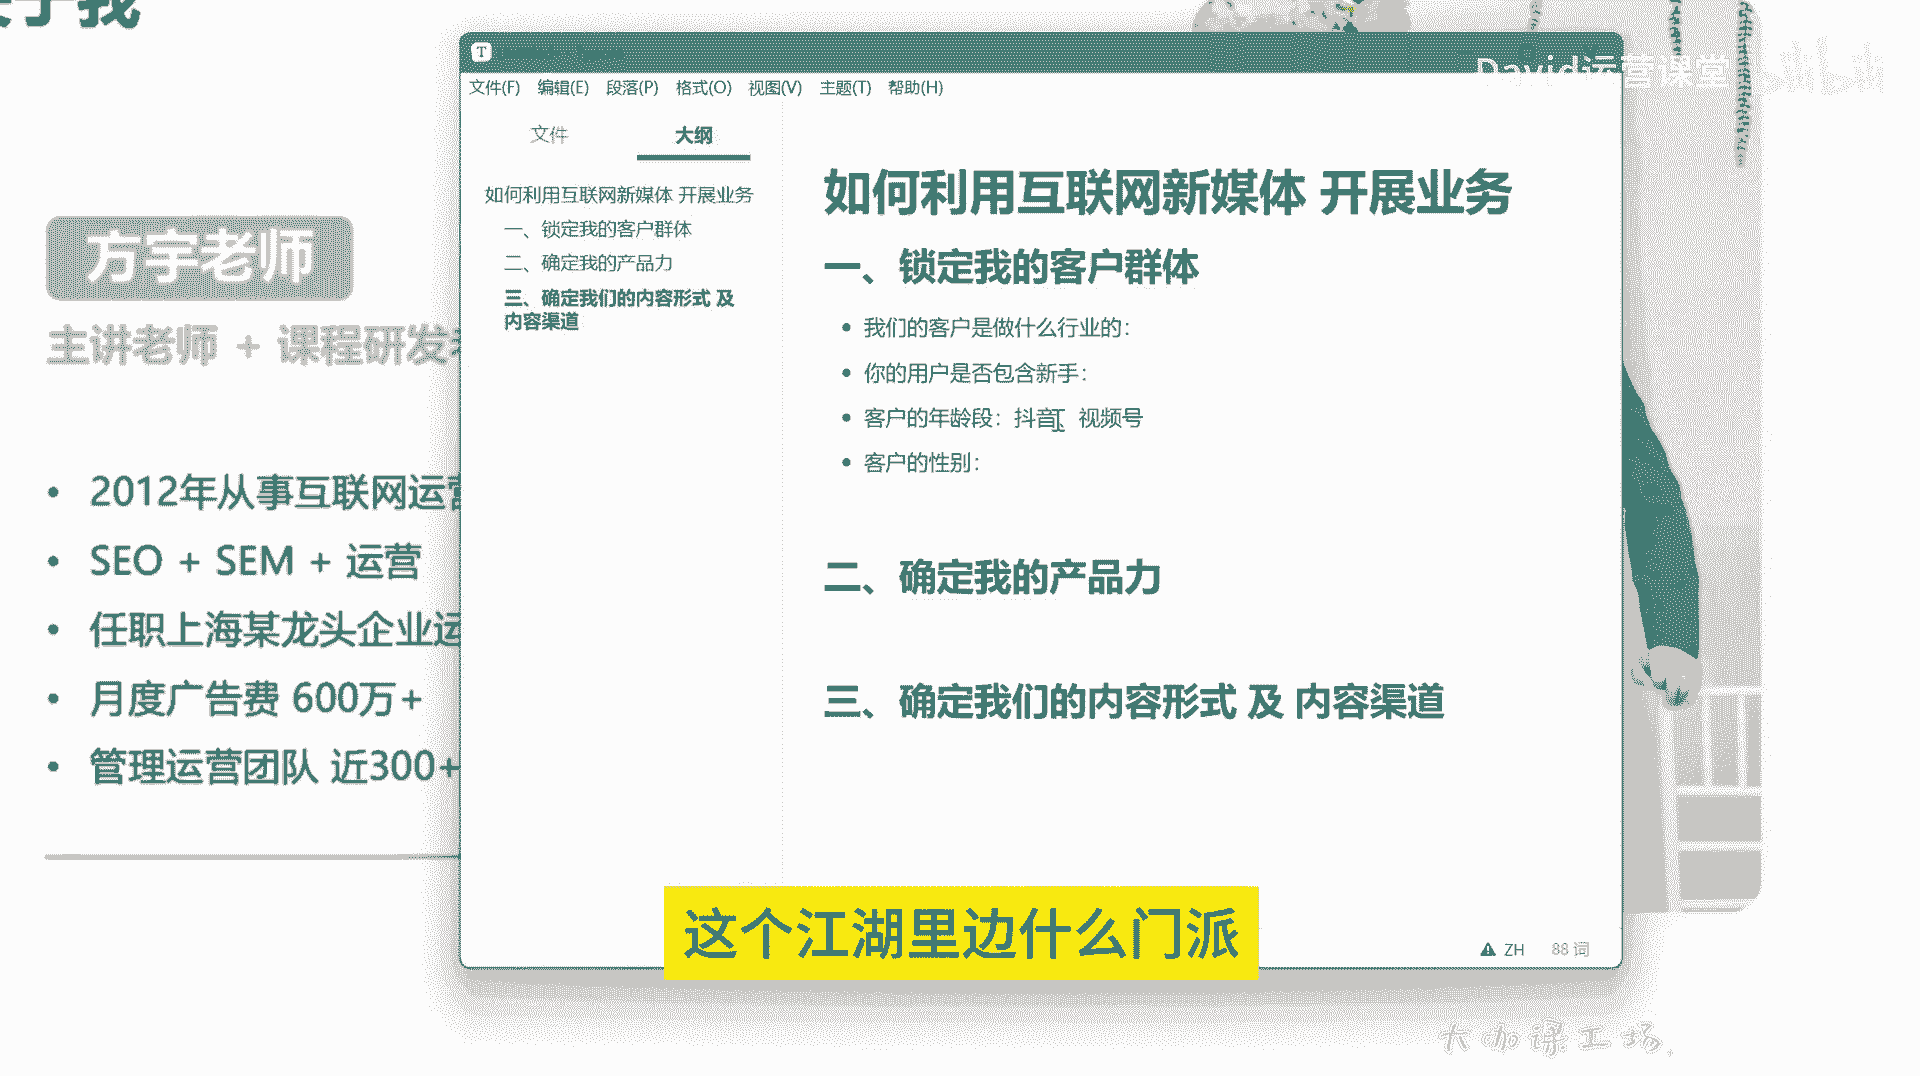 于我
David运营课堂
bilibili
方宇老师
主讲老师 + 课程研发
• 2012年从事互联网运营
• SEO + SEM + 运营
• 任职上海某龙头企业运
• 月度广告费 600万+
• 管理运营团队 近300+
T
文件(F) 编辑(E) 段落(P) 格式(O) 视图(V) 主题(T) 帮助(H)
文件 大纲
如何利用互联网新媒体 开展业务
一、锁定我的客户群体
二、确定我的产品力
三、确定我们的内容形式 及
内容渠道
如何利用互联网新媒体 开展业务
一、锁定我的客户群体
• 我们的客户是做什么行业的：
• 你的用户是否包含新手：
• 客户的年龄段：抖音、视频号
• 客户的性别：
二、确定我的产品力
三、确定我们的内容形式 及 内容渠道
这个江湖里边什么门派
ZH 88 词
大咖课工场.